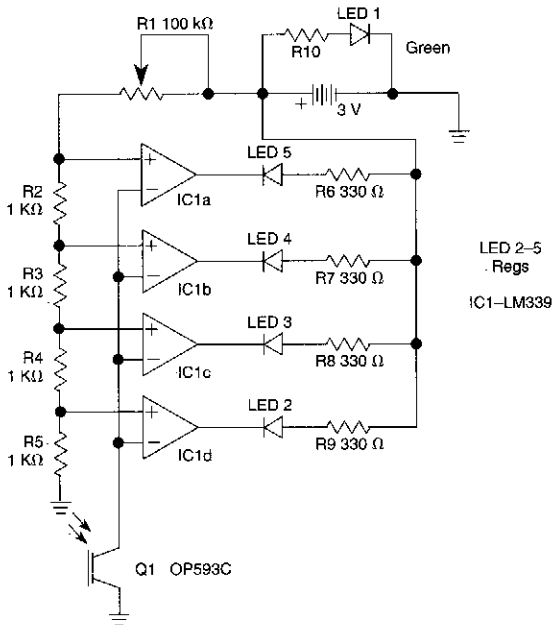 LED 1
R1 100 kΩ
R10
Green
+
3 V
LED 5
+
−
R2
1 KΩ
IC1a
R6 330 Ω
LED 4
+
−
R3
1 KΩ
IC1b
R7 330 Ω
LED 2–5
Regs
IC1–LM339
LED 3
+
−
R4
1 KΩ
IC1c
R8 330 Ω
LED 2
+
−
R5
1 KΩ
IC1d
R9 330 Ω
Q1 OP593C